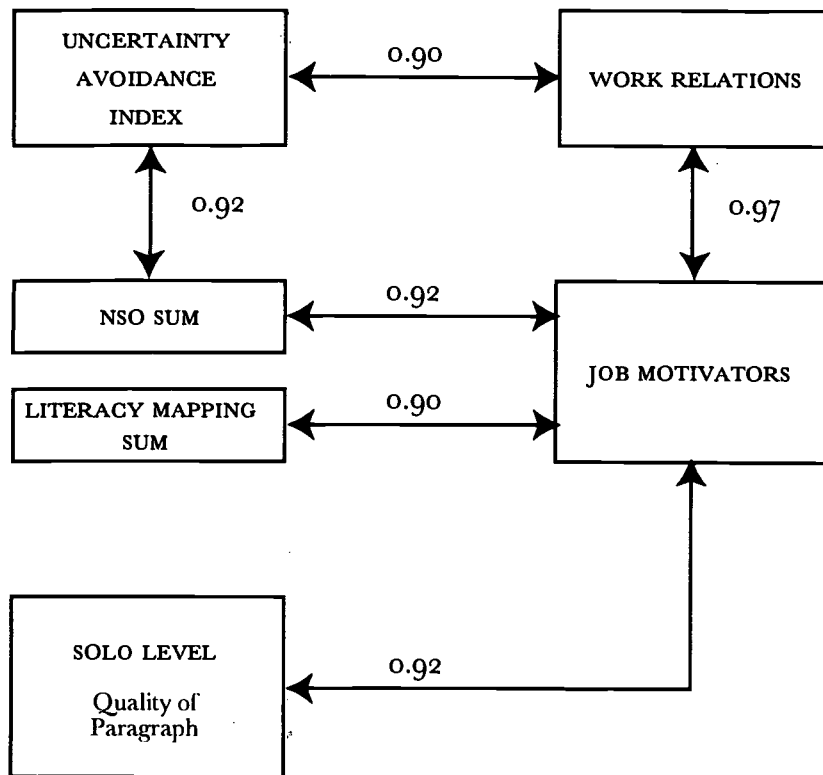 UNCERTAINTY
AVOIDANCE
INDEX
0.90
WORK RELATIONS
0.92
0.97
NSO SUM
0.92
JOB MOTIVATORS
LITERACY MAPPING
SUM
0.90
SOLO LEVEL
Quality of
Paragraph
0.92